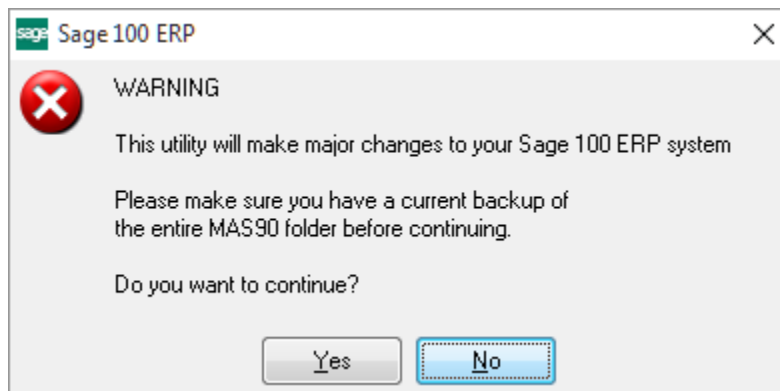 sage Sage 100 ERP
WARNING
This utility will make major changes to your Sage 100 ERP system
Please make sure you have a current backup of
the entire MAS90 folder before continuing.
Do you want to continue?
Yes No